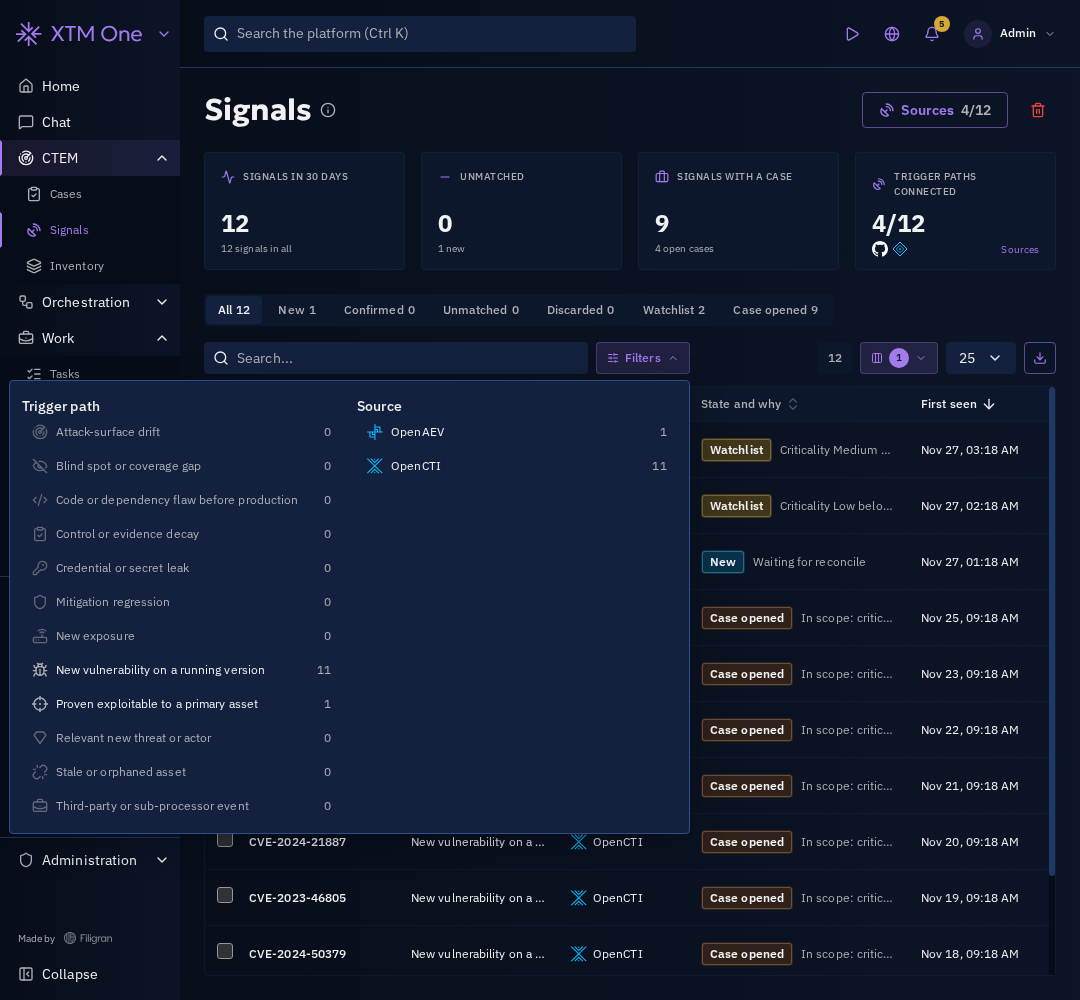 XTM One
Search the platform (Ctrl K)
5
Admin
Home
Chat
CTEM
Cases
Signals
Inventory
Orchestration
Work
Tasks
Administration
Made by Filigran
Collapse
Signals
Sources 4/12
SIGNALS IN 30 DAYS
12
12 signals in all
UNMATCHED
0
1 new
SIGNALS WITH A CASE
9
4 open cases
TRIGGER PATHS
CONNECTED
4/12
Sources
All 12
New 1
Confirmed 0
Unmatched 0
Discarded 0
Watchlist 2
Case opened 9
Search...
Filters
12
1
25
Trigger path
Attack-surface drift 0
Blind spot or coverage gap 0
Code or dependency flaw before production 0
Control or evidence decay 0
Credential or secret leak 0
Mitigation regression 0
New exposure 0
New vulnerability on a running version 11
Proven exploitable to a primary asset 1
Relevant new threat or actor 0
Stale or orphaned asset 0
Third-party or sub-processor event 0
Source
OpenAEV 1
OpenCTI 11
State and why First seen
Watchlist Criticality Medium ... Nov 27, 03:18 AM
Watchlist Criticality Low belo... Nov 27, 02:18 AM
New Waiting for reconcile Nov 27, 01:18 AM
Case opened In scope: critic... Nov 25, 09:18 AM
Case opened In scope: critic... Nov 23, 09:18 AM
Case opened In scope: critic... Nov 22, 09:18 AM
Case opened In scope: critic... Nov 21, 09:18 AM
CVE-2024-21887 New vulnerability on a ... OpenCTI Case opened In scope: critic... Nov 20, 09:18 AM
CVE-2023-46805 New vulnerability on a ... OpenCTI Case opened In scope: critic... Nov 19, 09:18 AM
CVE-2024-50379 New vulnerability on a ... OpenCTI Case opened In scope: critic... Nov 18, 09:18 AM